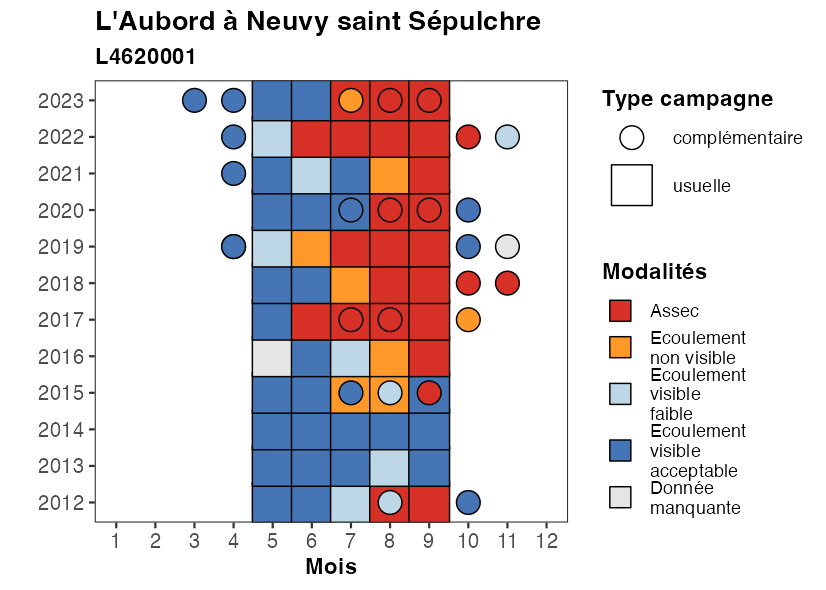 L'Aubord à Neuvy saint Sépulchre
L4620001
2023
2022
2021
2020
2019
2018
2017
2016
2015
2014
2013
2012
1 2 3 4 5 6 7 8 9 10 11 12
Mois
Type campagne
complémentaire
usuelle
Modalités
Assec
Ecoulement
non visible
Ecoulement
visible
faible
Ecoulement
visible
acceptable
Donnée
manquante